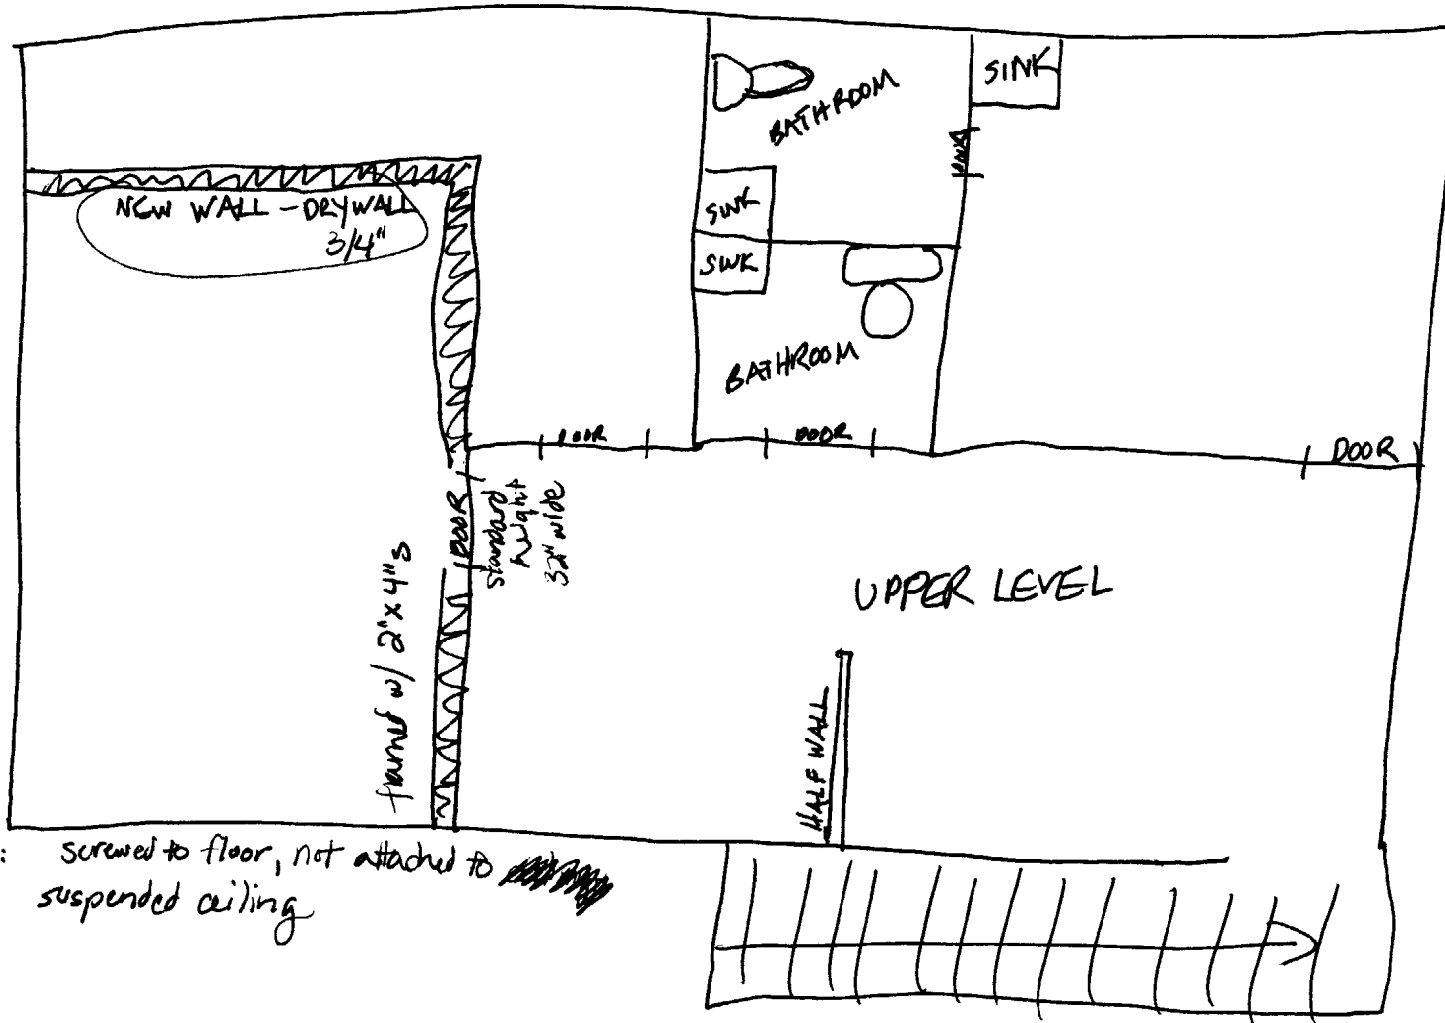 SINK
BATHROOM
NEW WALL - DRYWALL
3/4"
SINK
SINK
BATHROOM
DOOR
DOOR
DOOR
DOOR
standard
height
32" wide
framed w/ 2"x4"s
UPPER LEVEL
HALF WALL
: screwed to floor, not attached to
suspended ceiling